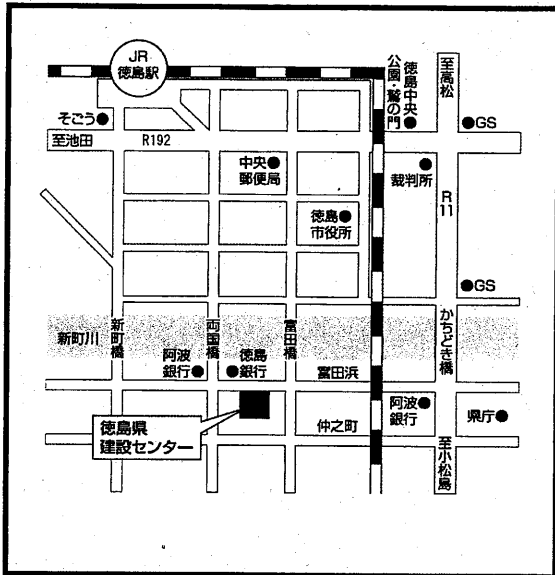 JR
徳島駅
徳島中央
公園・鷲の門
至高松
そごう
GS
至池田
R192
中央
郵便局
裁判所
徳島
市役所
R11
GS
新町川
新町橋
両国橋
富田橋
かちどき橋
阿波
銀行
徳島
銀行
富田浜
阿波
銀行
県庁
仲之町
徳島県
建設センター
至小松島